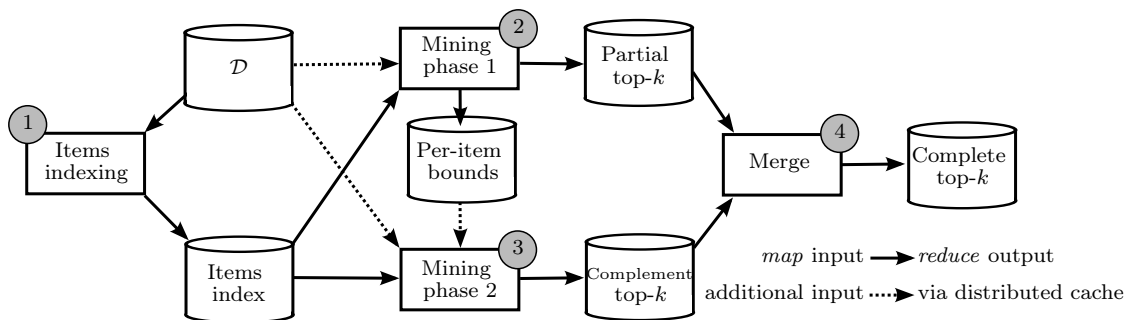 𝒟
1
Items
indexing
Items
index
2
Mining
phase 1
Per-item
bounds
3
Mining
phase 2
Partial
top-k
Complement
top-k
4
Merge
Complete
top-k
map input reduce output
additional input via distributed cache